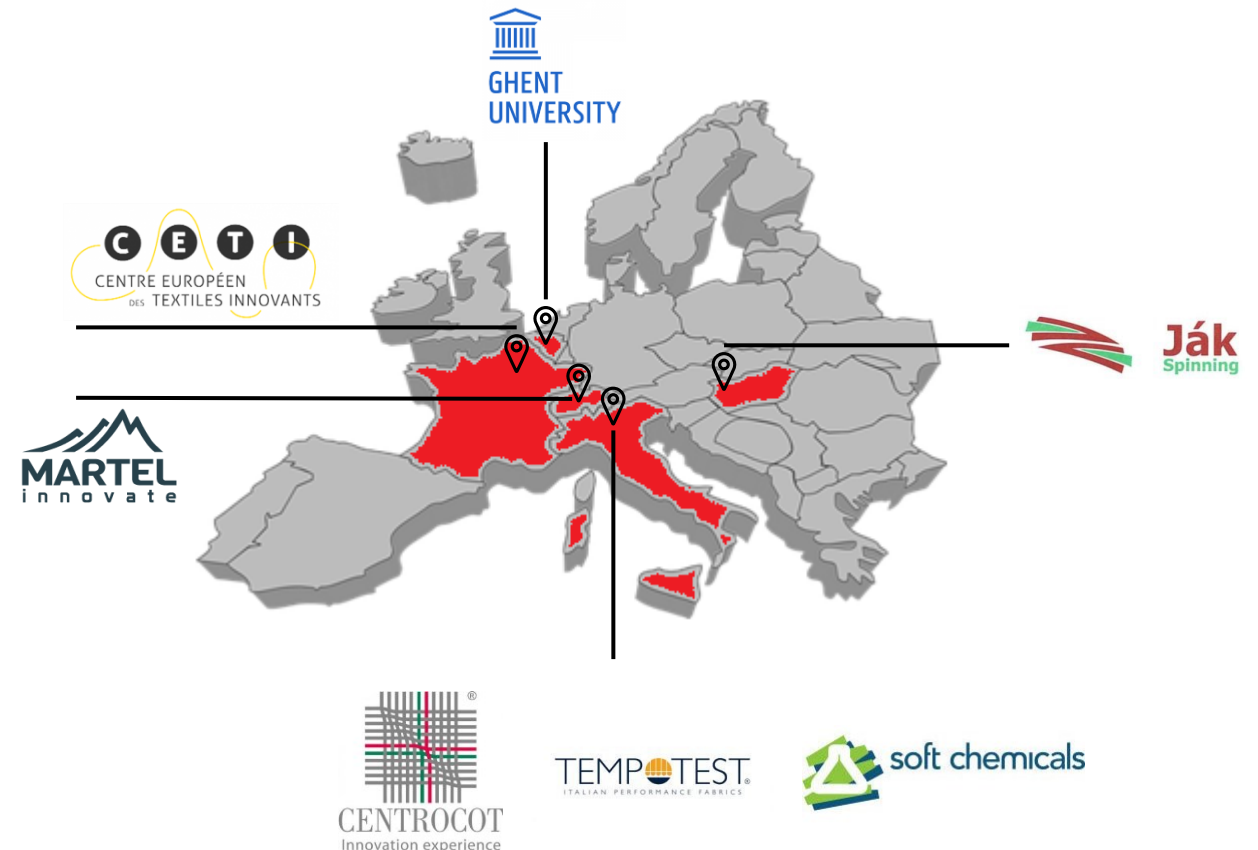 GHENT
UNIVERSITY
C E T I
CENTRE EUROPÉEN
DES TEXTILES INNOVANTS
Ják
Spinning
MARTEL
innovate
®
CENTROCOT
Innovation experience
TEMPOTEST®
ITALIAN PERFORMANCE FABRICS
soft chemicals